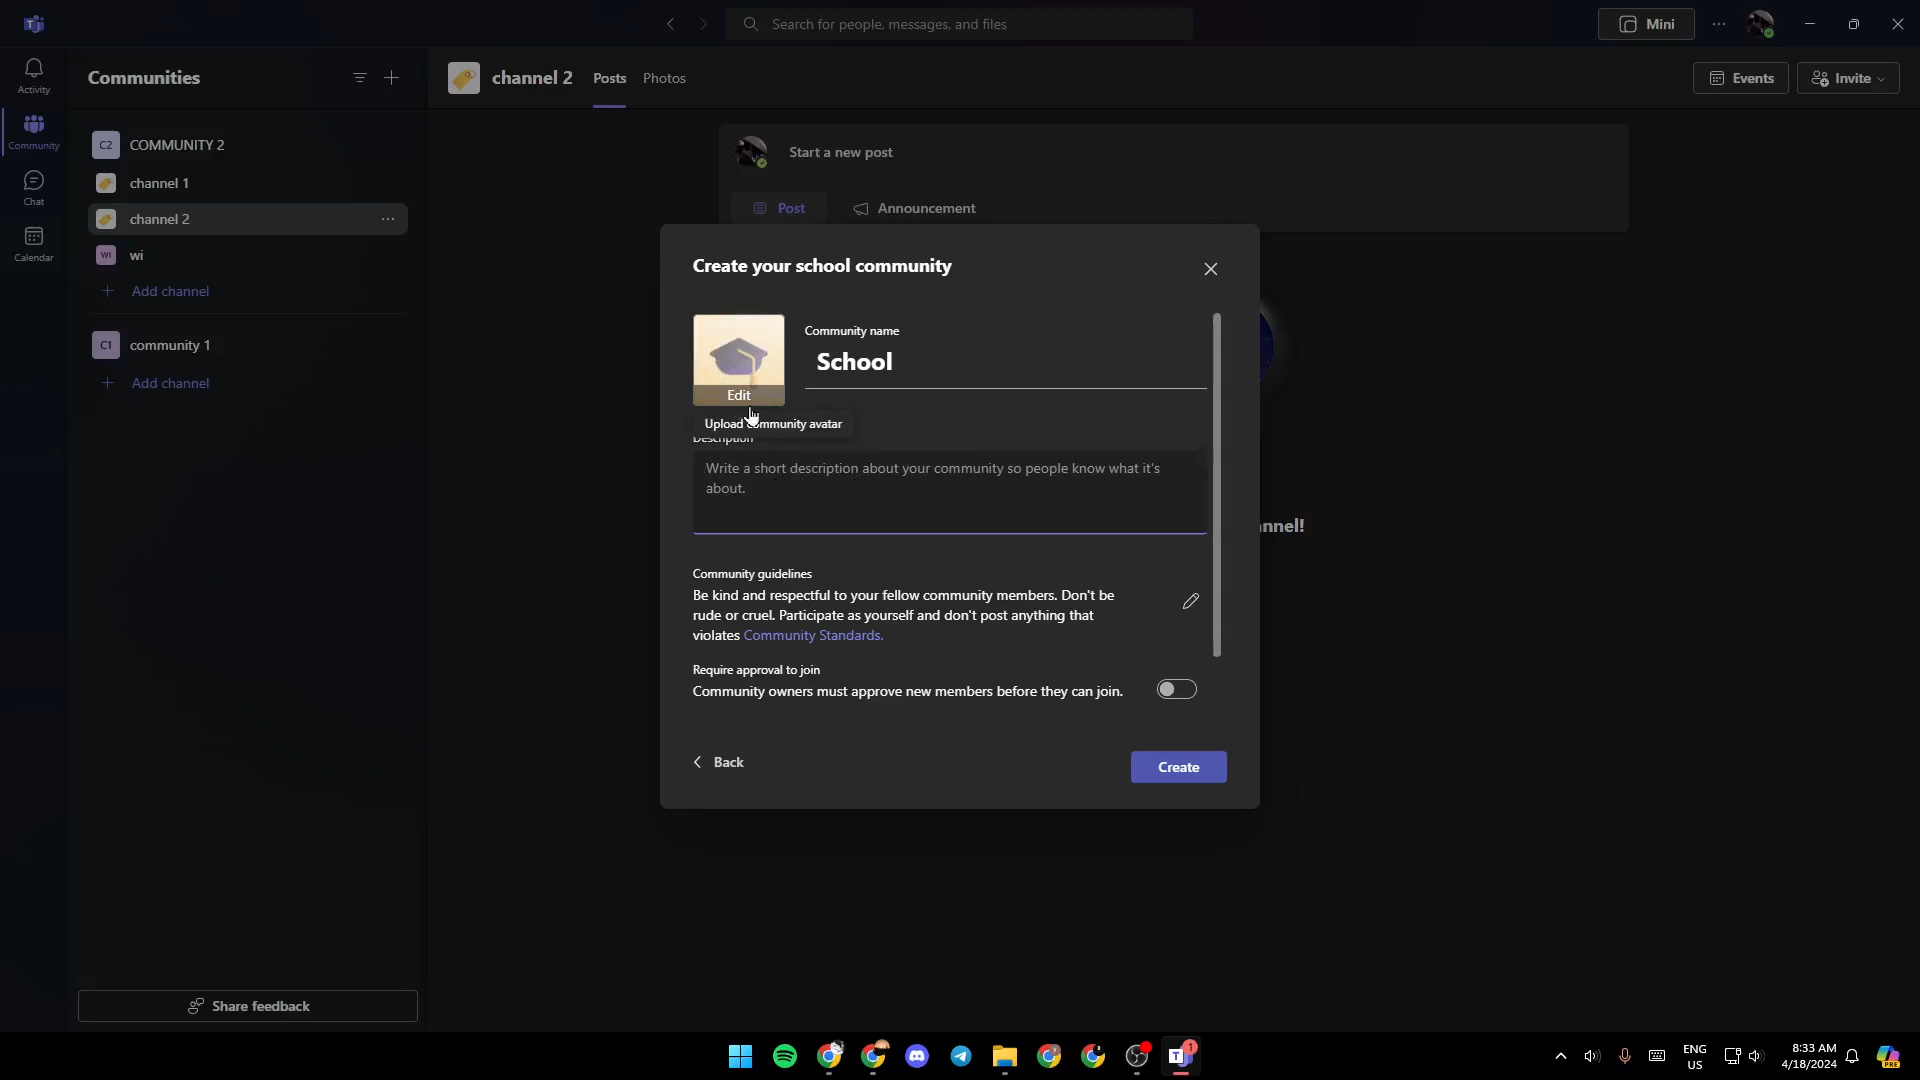 Search for people, messages, and files
Mini
Activity
Community
Chat
Calendar
Communities
C2 COMMUNITY 2
channel 1
channel 2
WI wi
Add channel
C1 community 1
Add channel
Share feedback
channel 2 Posts Photos
Events Invite
Start a new post
Post Announcement
Create your school community
Edit
Community name
School
Upload community avatar
Description
Write a short description about your community so people know what it's
about.
Community guidelines
Be kind and respectful to your fellow community members. Don't be
rude or cruel. Participate as yourself and don't post anything that
violates Community Standards.
Require approval to join
Community owners must approve new members before they can join.
Back
Create
nnel!
1
ENG
US
8:33 AM
4/18/2024
PRE